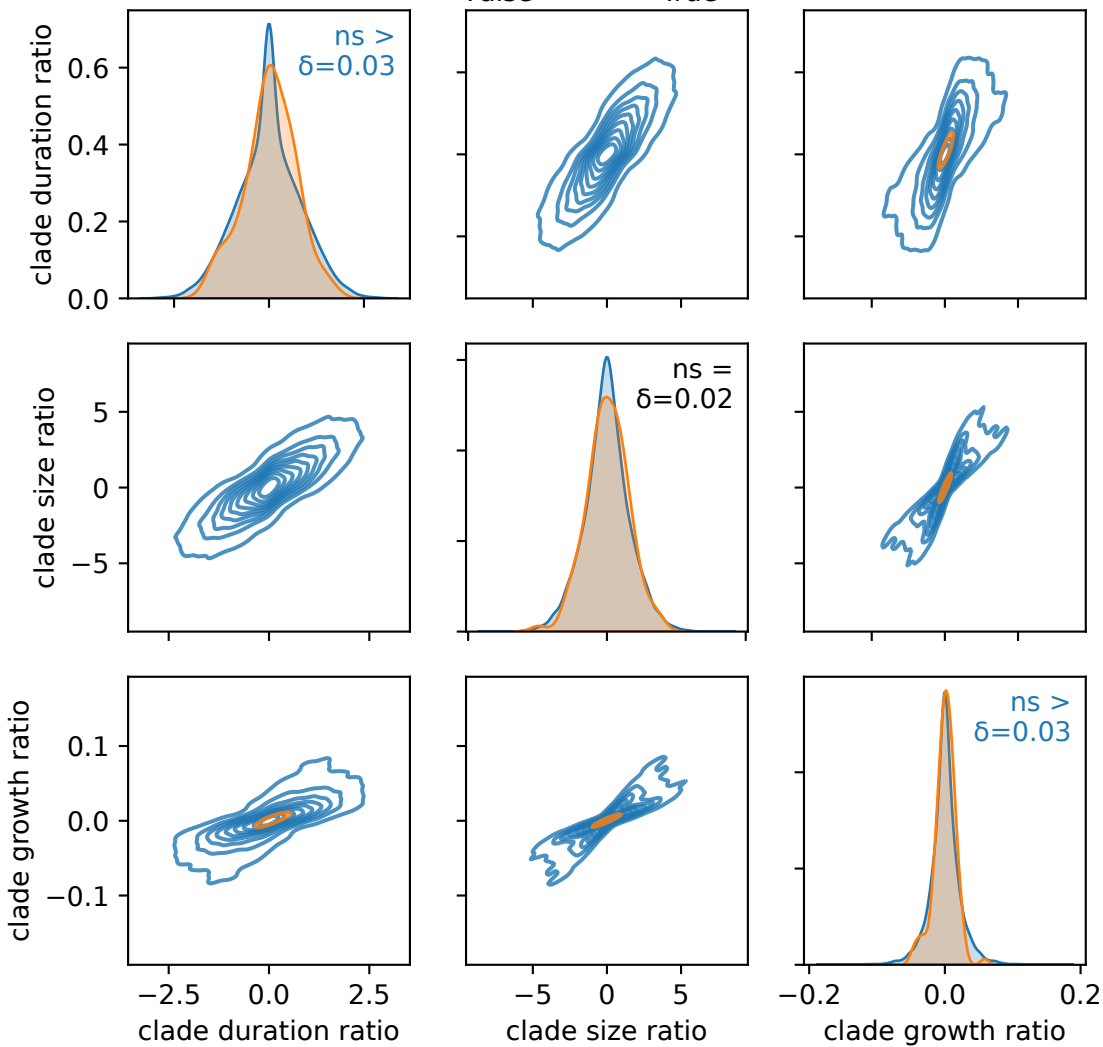 clade duration ratio
0.6
0.4
0.2
0.0
ns >
δ=0.03
clade size ratio
5
0
−5
ns =
δ=0.02
clade growth ratio
0.1
0.0
−0.1
ns >
δ=0.03
−2.5 0.0 2.5
−5 0 5
−0.2 0.0 0.2
clade duration ratio
clade size ratio
clade growth ratio